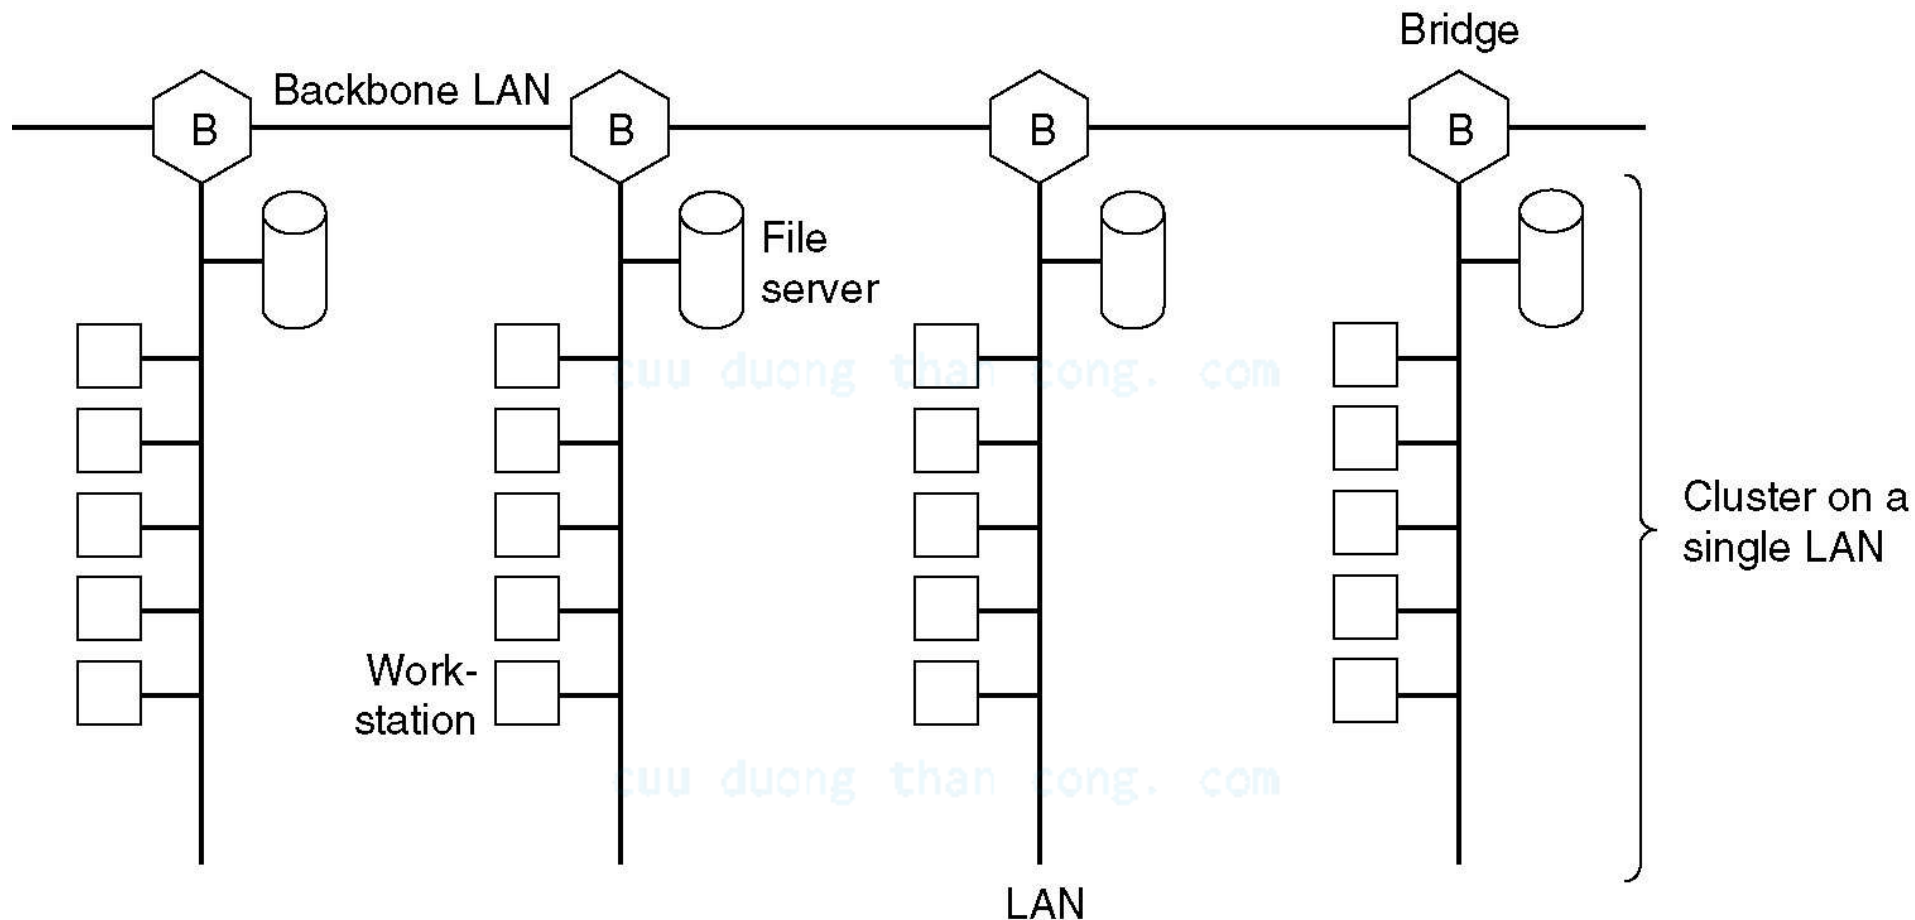 Bridge
Backbone LAN
B
B
B
B
File
server
cuu duong than cong. com
Cluster on a
single LAN
Work-
station
cuu duong than cong. com
LAN